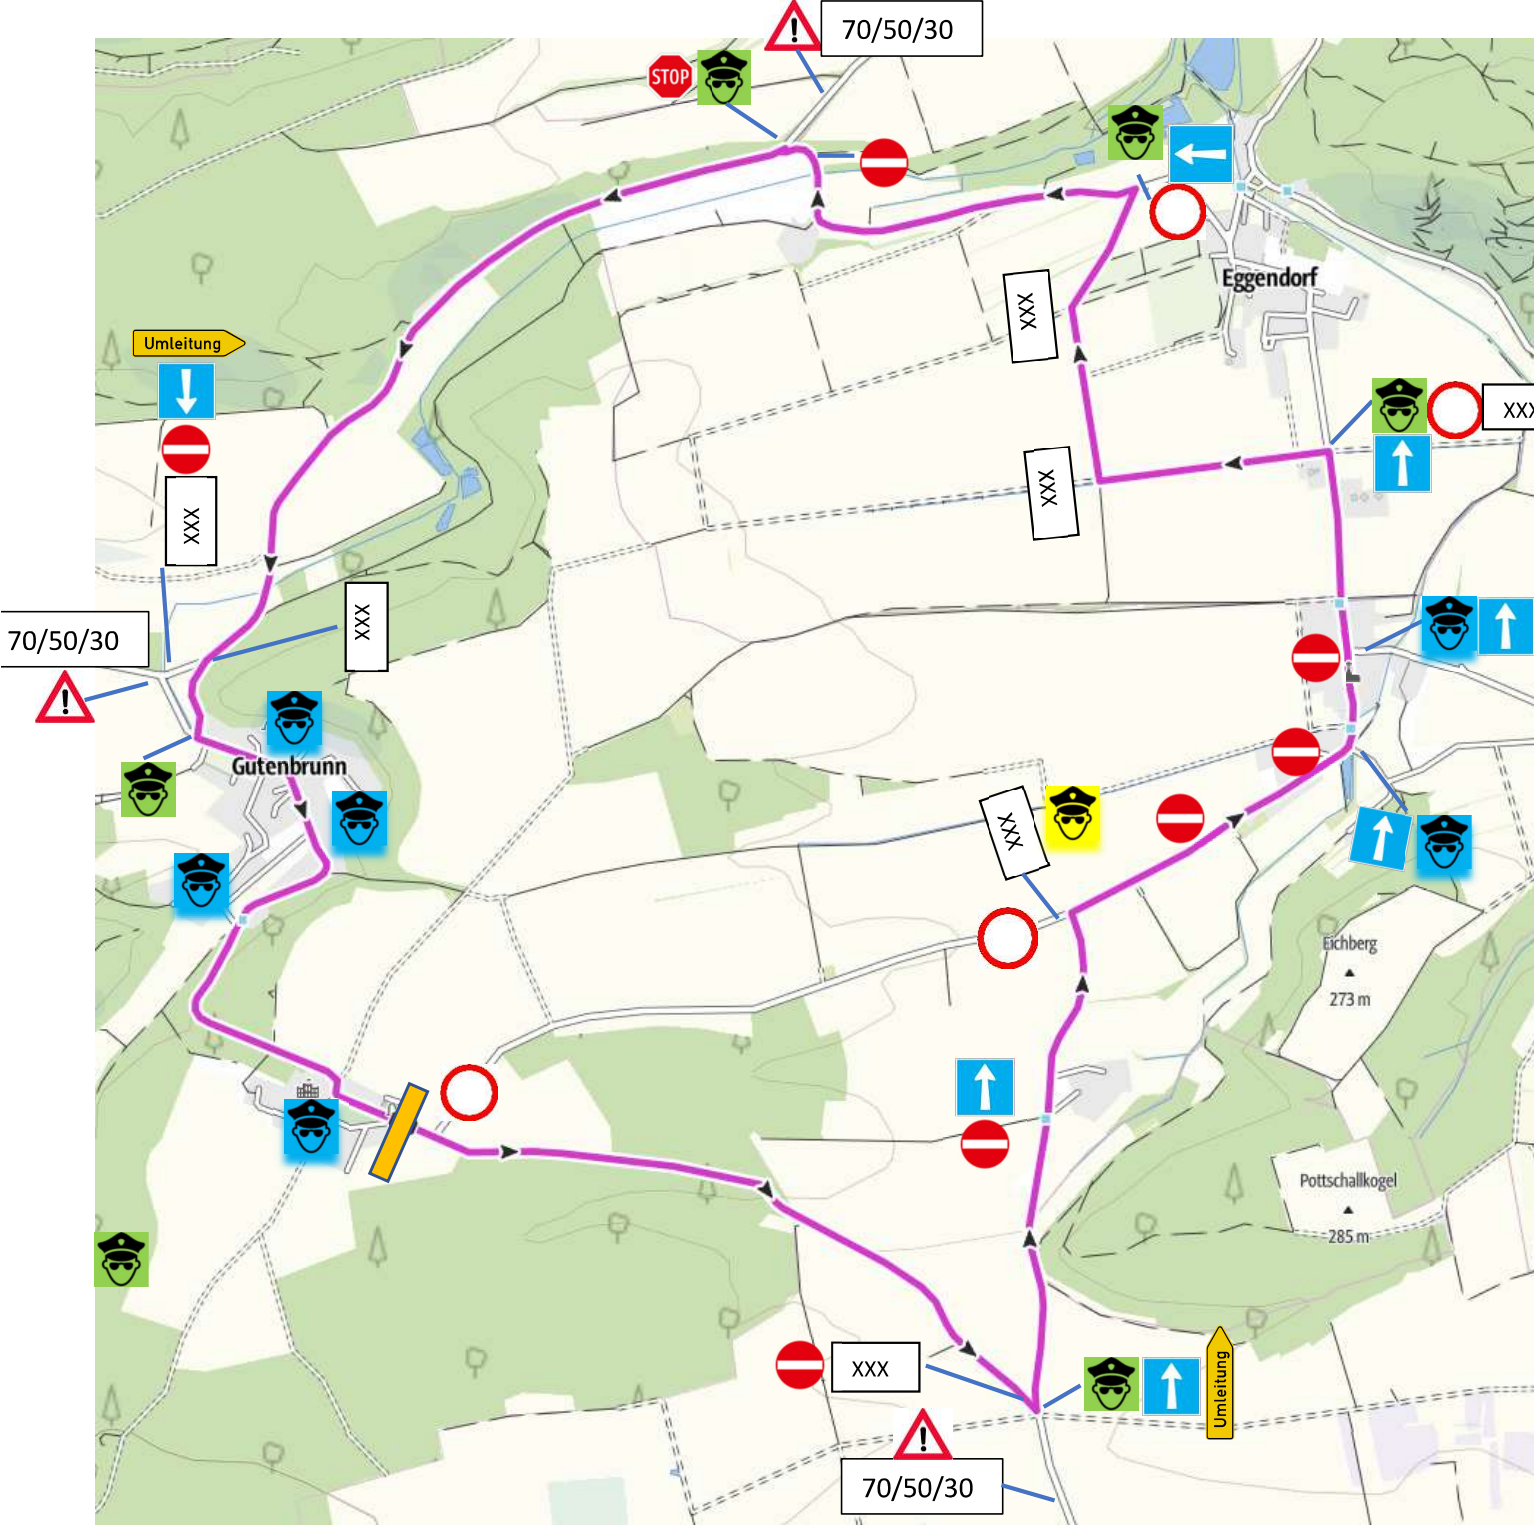 70/50/30
STOP
Eggendorf
XXX
Umleitung
XXX
XXX
XXX
70/50/30
XXX
Gutenbrunn
XXX
Eichberg
273 m
Pottschallkogel
285 m
XXX
Umleitung
70/50/30